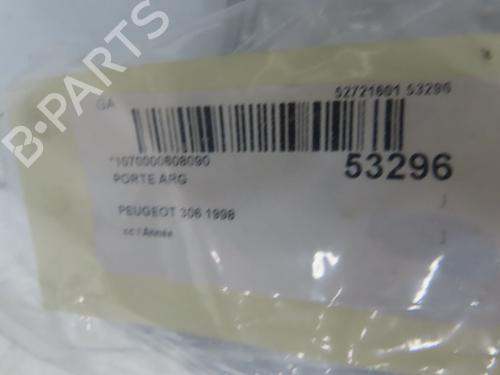 GA
52721601 53296
*1070000608090
53296
PORTE ARG
PEUGEOT 306 1998
cc / Année
B-PARTS